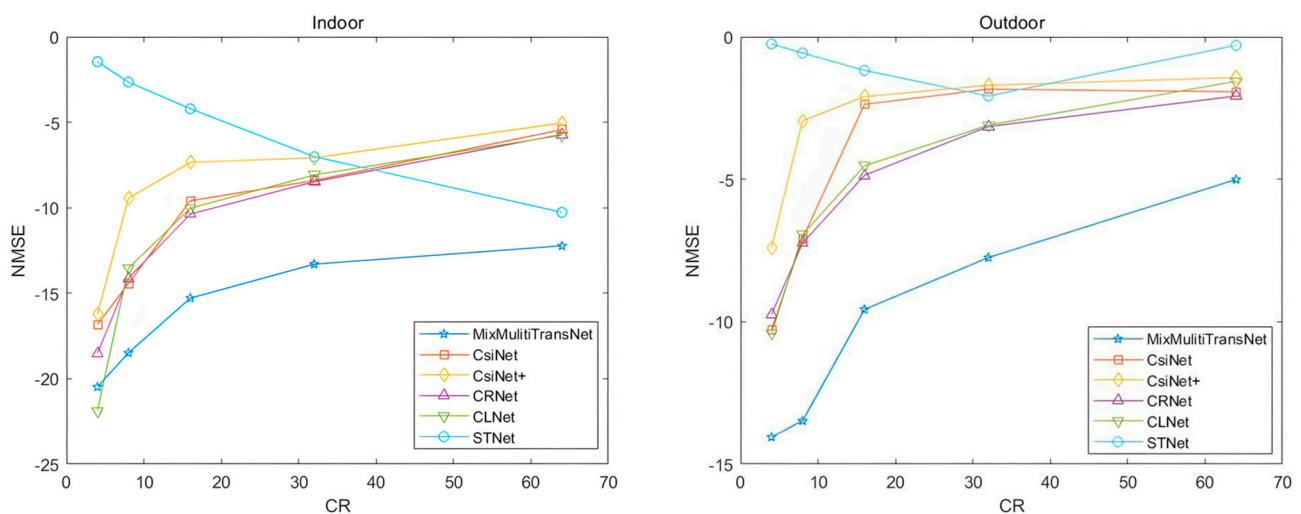 Indoor
0
-5
-10
-15
-20
-25
NMSE
0 10 20 30 40 50 60 70
CR
MixMulitiTransNet
CsiNet
CsiNet+
CRNet
CLNet
STNet
Outdoor
0
-5
-10
-15
NMSE
0 10 20 30 40 50 60 70
CR
MixMulitiTransNet
CsiNet
CsiNet+
CRNet
CLNet
STNet